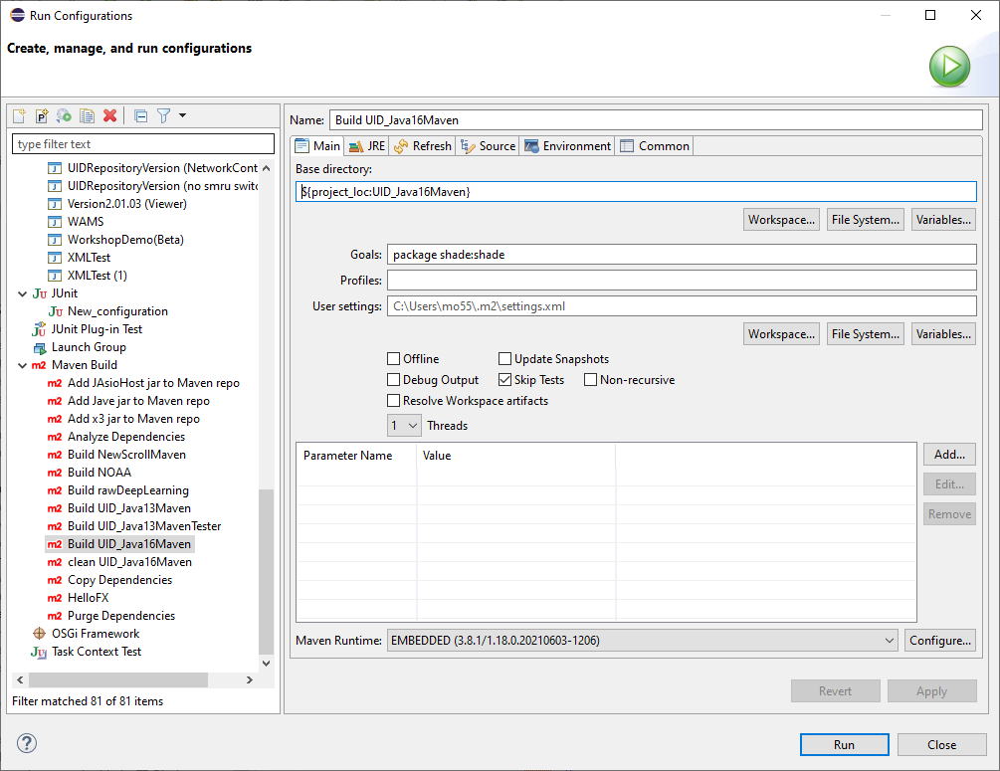 Run Configurations
Create, manage, and run configurations
type filter text
UIDRepositoryVersion (NetworkCont
UIDRepositoryVersion (no smru switc
Version2.01.03 (Viewer)
WAMS
WorkshopDemo(Beta)
XMLTest
XMLTest (1)
JUnit
New_configuration
JUnit Plug-in Test
Launch Group
Maven Build
Add JAsioHost jar to Maven repo
Add Jave jar to Maven repo
Add x3 jar to Maven repo
Analyze Dependencies
Build NewScrollMaven
Build NOAA
Build rawDeepLearning
Build UID_Java13Maven
Build UID_Java13MavenTester
Build UID_Java16Maven
clean UID_Java16Maven
Copy Dependencies
HelloFX
Purge Dependencies
OSGi Framework
Task Context Test
Filter matched 81 of 81 items
Name: Build UID_Java16Maven
Main JRE Refresh Source Environment Common
Base directory:
${project_loc:UID_Java16Maven}
Workspace... File System... Variables...
Goals: package shade:shade
Profiles:
User settings: C:\Users\mo55\.m2\settings.xml
Workspace... File System... Variables...
Offline Update Snapshots
Debug Output Skip Tests Non-recursive
Resolve Workspace artifacts
1 Threads
Parameter Name Value
Add...
Edit...
Remove
Maven Runtime: EMBEDDED (3.8.1/1.18.0.20210603-1206) Configure...
Revert Apply
Run Close